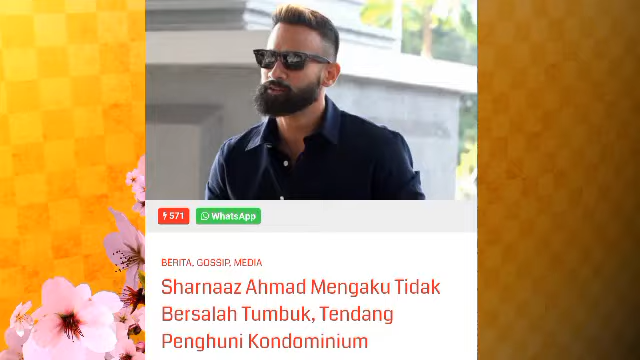 571
WhatsApp
BERITA, GOSSIP, MEDIA
Sharnaaz Ahmad Mengaku Tidak
Bersalah Tumbuk, Tendang
Penghuni Kondominium